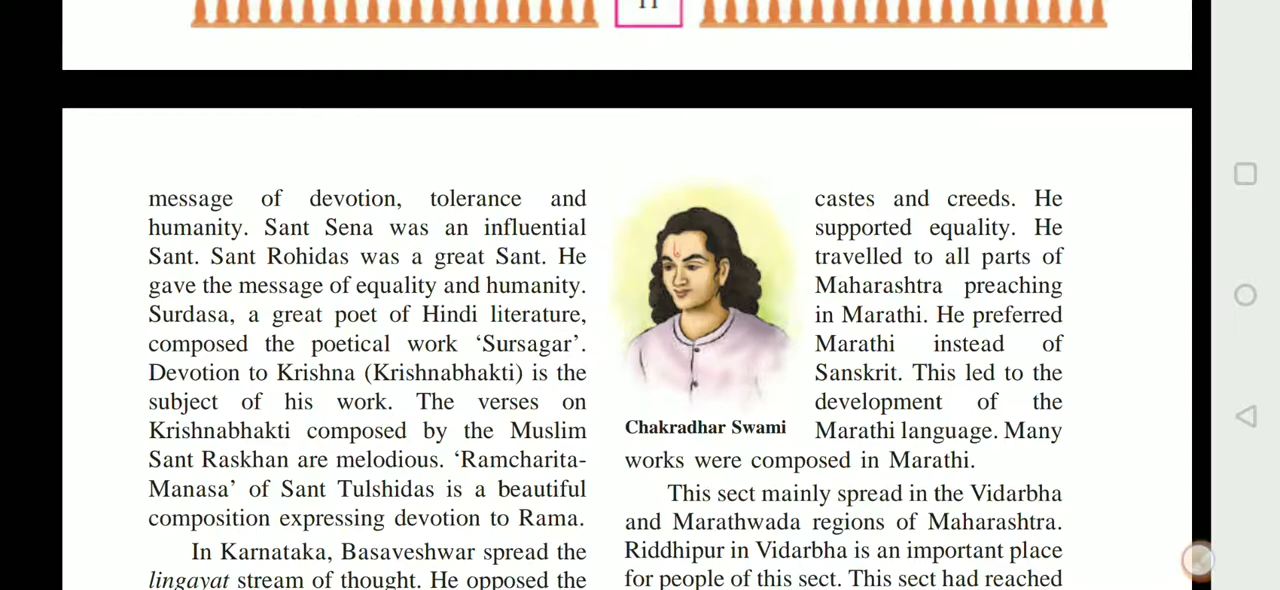 11
message of devotion, tolerance and
humanity. Sant Sena was an influential
Sant. Sant Rohidas was a great Sant. He
gave the message of equality and humanity.
Surdasa, a great poet of Hindi literature,
composed the poetical work ‘Sursagar’.
Devotion to Krishna (Krishnabhakti) is the
subject of his work. The verses on
Krishnabhakti composed by the Muslim
Sant Raskhan are melodious. ‘Ramcharita-
Manasa’ of Sant Tulshidas is a beautiful
composition expressing devotion to Rama.
In Karnataka, Basaveshwar spread the
lingayat stream of thought. He opposed the
Chakradhar Swami
castes and creeds. He
supported equality. He
travelled to all parts of
Maharashtra preaching
in Marathi. He preferred
Marathi instead of
Sanskrit. This led to the
development of the
Marathi language. Many
works were composed in Marathi.
This sect mainly spread in the Vidarbha
and Marathwada regions of Maharashtra.
Riddhipur in Vidarbha is an important place
for people of this sect. This sect had reached